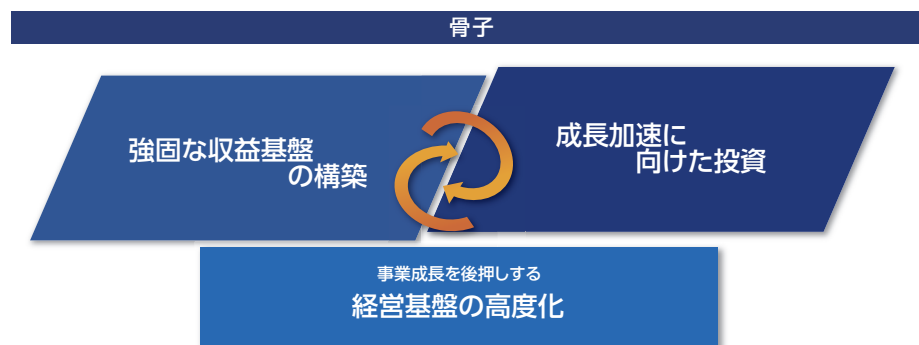 骨子
強固な収益基盤
の構築
成長加速に
向けた投資
事業成長を後押しする
経営基盤の高度化